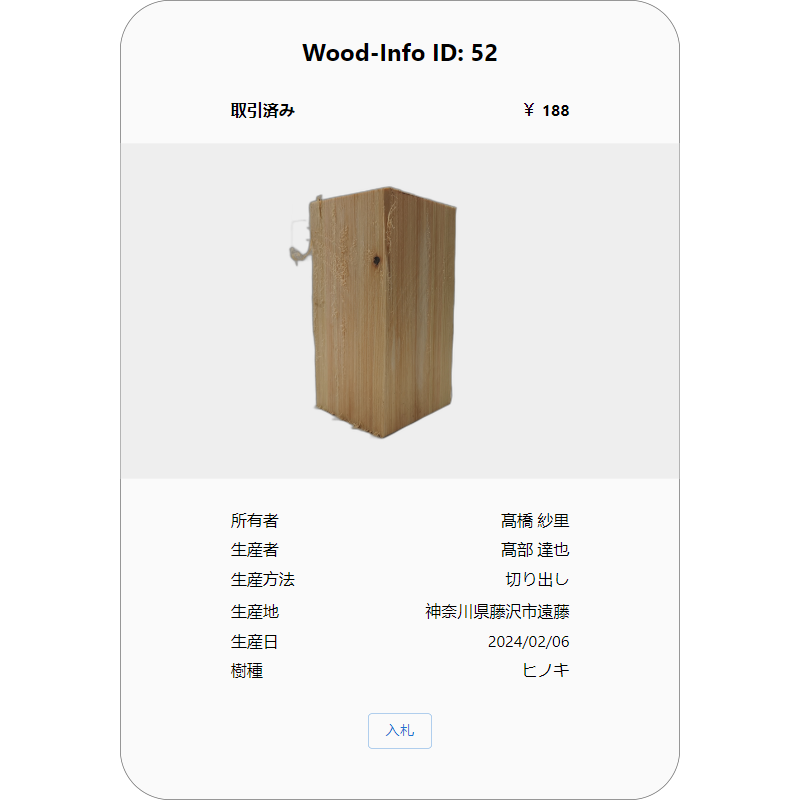 Wood-Info ID: 52
取引済み ￥ 188
所有者 髙橋 紗里
生産者 髙部 達也
生産方法 切り出し
生産地 神奈川県藤沢市遠藤
生産日 2024/02/06
樹種 ヒノキ
入札